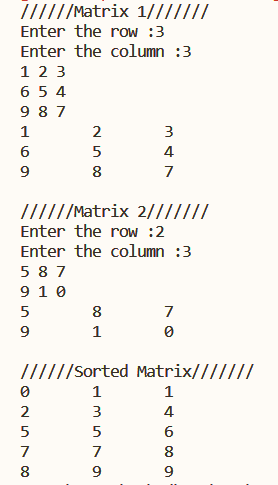 //////Matrix 1///////
Enter the row :3
Enter the column :3
1 2 3
6 5 4
9 8 7
1 2 3
6 5 4
9 8 7
//////Matrix 2///////
Enter the row :2
Enter the column :3
5 8 7
9 1 0
5 8 7
9 1 0
//////Sorted Matrix///////
0 1 1
2 3 4
5 5 6
7 7 8
8 9 9